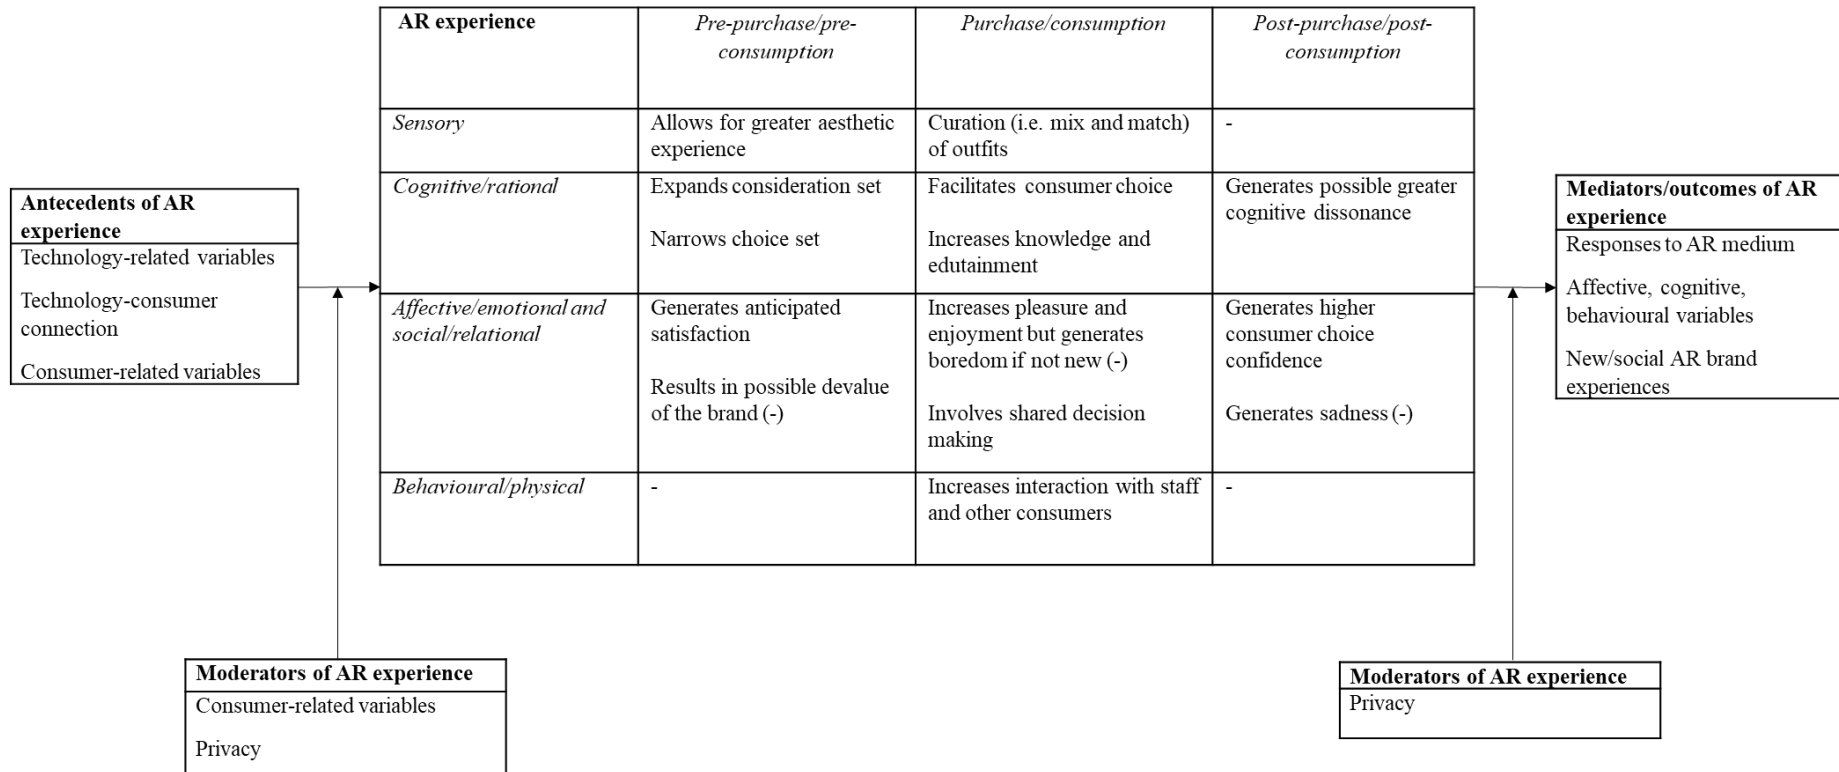 Antecedents of AR
experience
Technology-related variables
Technology-consumer
connection
Consumer-related variables
AR experience
Pre-purchase/pre-
consumption
Purchase/consumption
Post-purchase/post-
consumption
Sensory
Allows for greater aesthetic
experience
Curation (i.e. mix and match)
of outfits
-
Cognitive/rational
Expands consideration set
Narrows choice set
Facilitates consumer choice
Increases knowledge and
edutainment
Generates possible greater
cognitive dissonance
Affective/emotional and
social/relational
Generates anticipated
satisfaction
Results in possible devalue
of the brand (-)
Increases pleasure and
enjoyment but generates
boredom if not new (-)
Involves shared decision
making
Generates higher
consumer choice
confidence
Generates sadness (-)
Behavioural/physical
-
Increases interaction with staff
and other consumers
-
Mediators/outcomes of AR
experience
Responses to AR medium
Affective, cognitive,
behavioural variables
New/social AR brand
experiences
Moderators of AR experience
Consumer-related variables
Privacy
Moderators of AR experience
Privacy